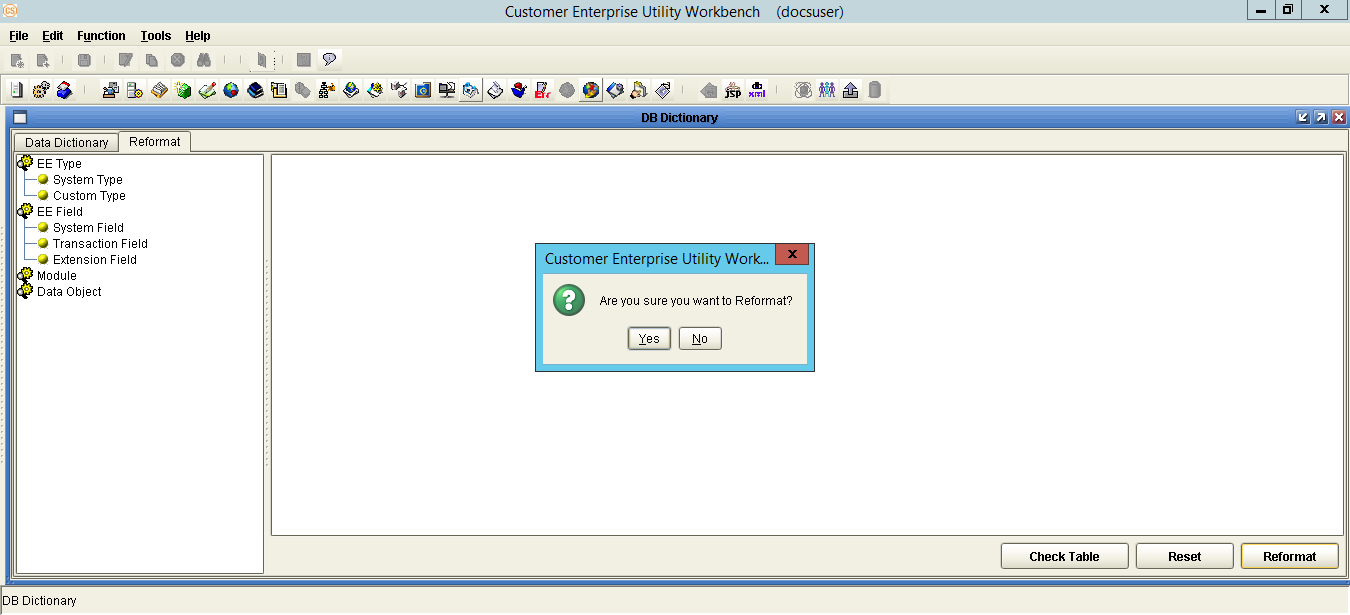 CS
Customer Enterprise Utility Workbench (docsuser)
File Edit Function Tools Help
jsp
xml
DB Dictionary
Data Dictionary Reformat
EE Type
System Type
Custom Type
EE Field
System Field
Transaction Field
Extension Field
Module
Data Object
Customer Enterprise Utility Work...
Are you sure you want to Reformat?
Yes No
Check Table Reset Reformat
DB Dictionary